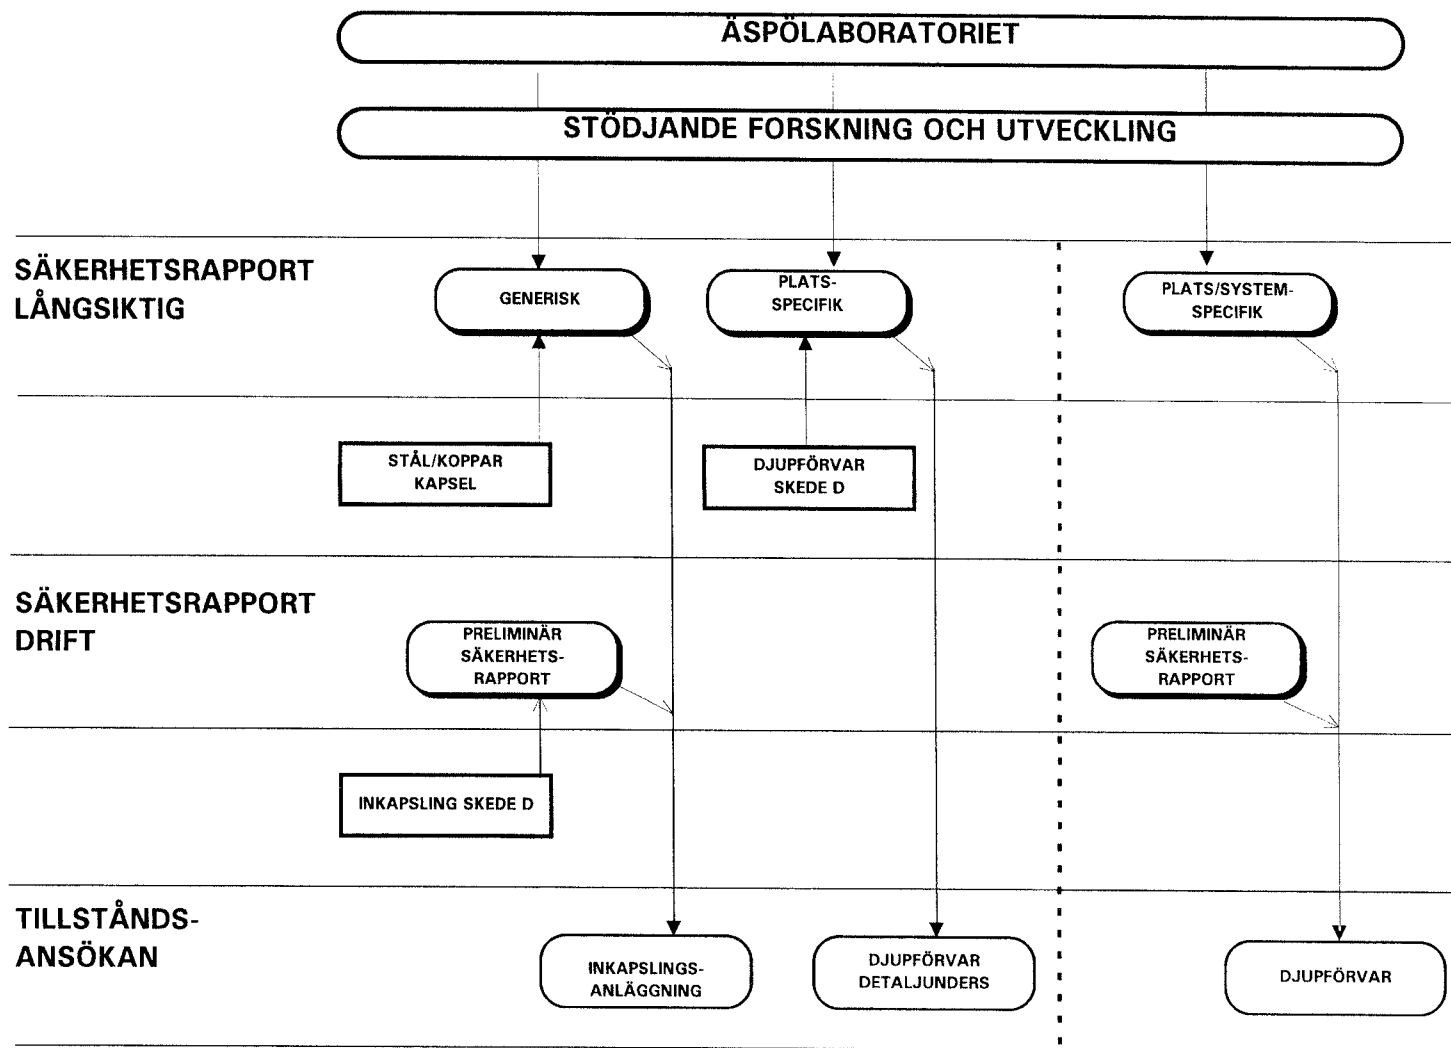 ÄSPÖLABORATORIET
STÖDJANDE FORSKNING OCH UTVECKLING
SÄKERHETSRAPPORT
LÅNGSIKTIG
GENERISK
PLATS-
SPECIFIK
PLATS/SYSTEM-
SPECIFIK
STÅL/KOPPAR
KAPSEL
DJUPFÖRVAR
SKEDE D
SÄKERHETSRAPPORT
DRIFT
PRELIMINÄR
SÄKERHETS-
RAPPORT
PRELIMINÄR
SÄKERHETS-
RAPPORT
INKAPSLING SKEDE D
TILLSTÅNDS-
ANSÖKAN
INKAPSLINGS-
ANLÄGGNING
DJUPFÖRVAR
DETALJUNDERS
DJUPFÖRVAR